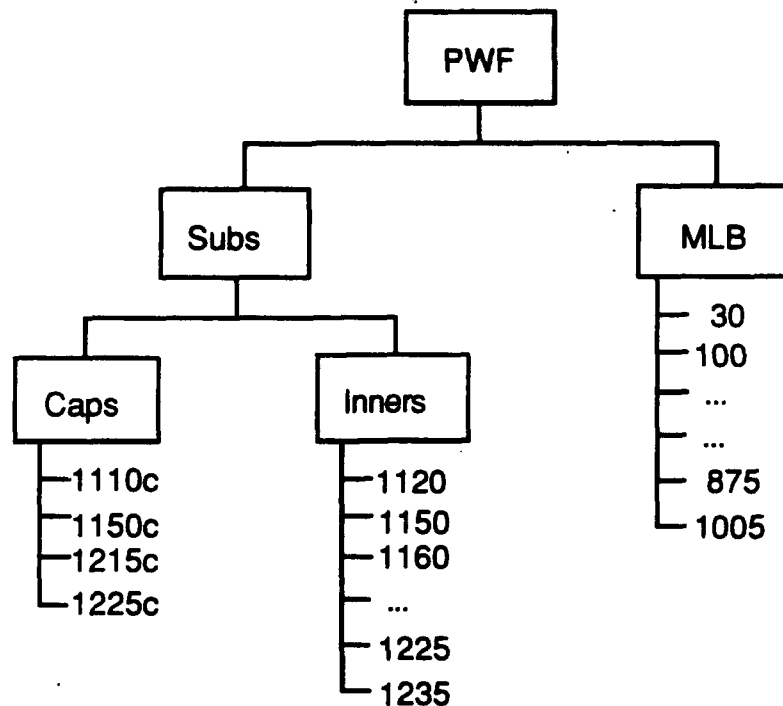 PWF
Subs
MLB
30
100
...
...
875
1005
Caps
1110c
1150c
1215c
1225c
Inners
1120
1150
1160
...
1225
1235